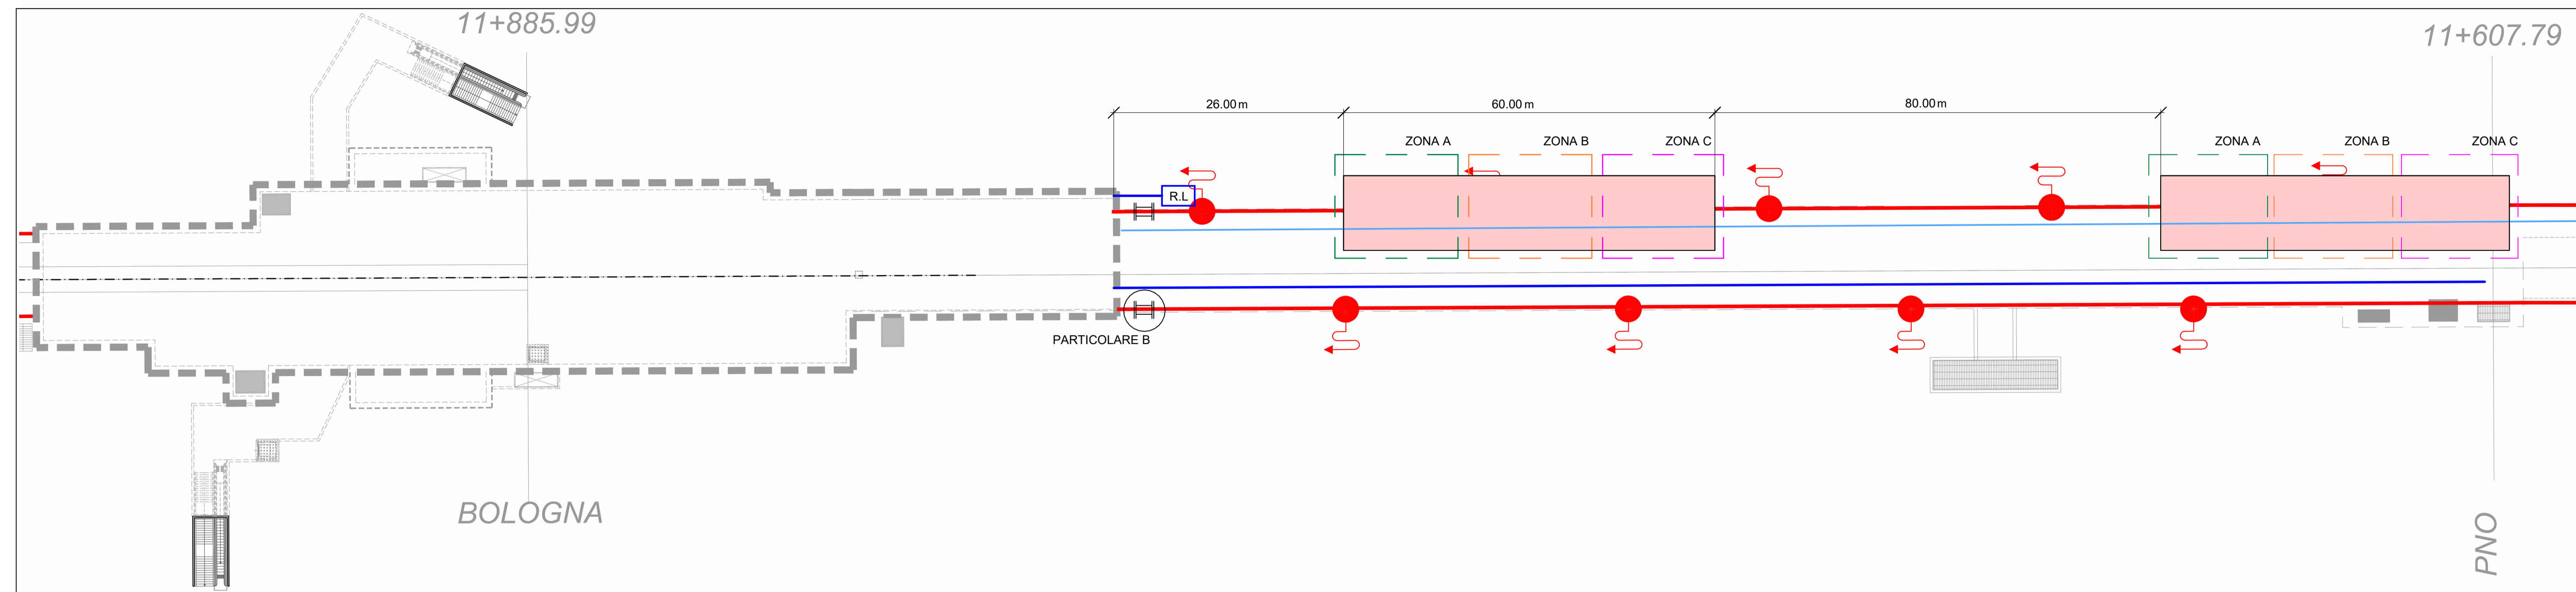 11+885.99
11+607.79
26.00 m
60.00 m
80.00 m
ZONA A
ZONA B
ZONA C
ZONA A
ZONA B
ZONA C
R.L
PARTICOLARE B
BOLOGNA
PNO